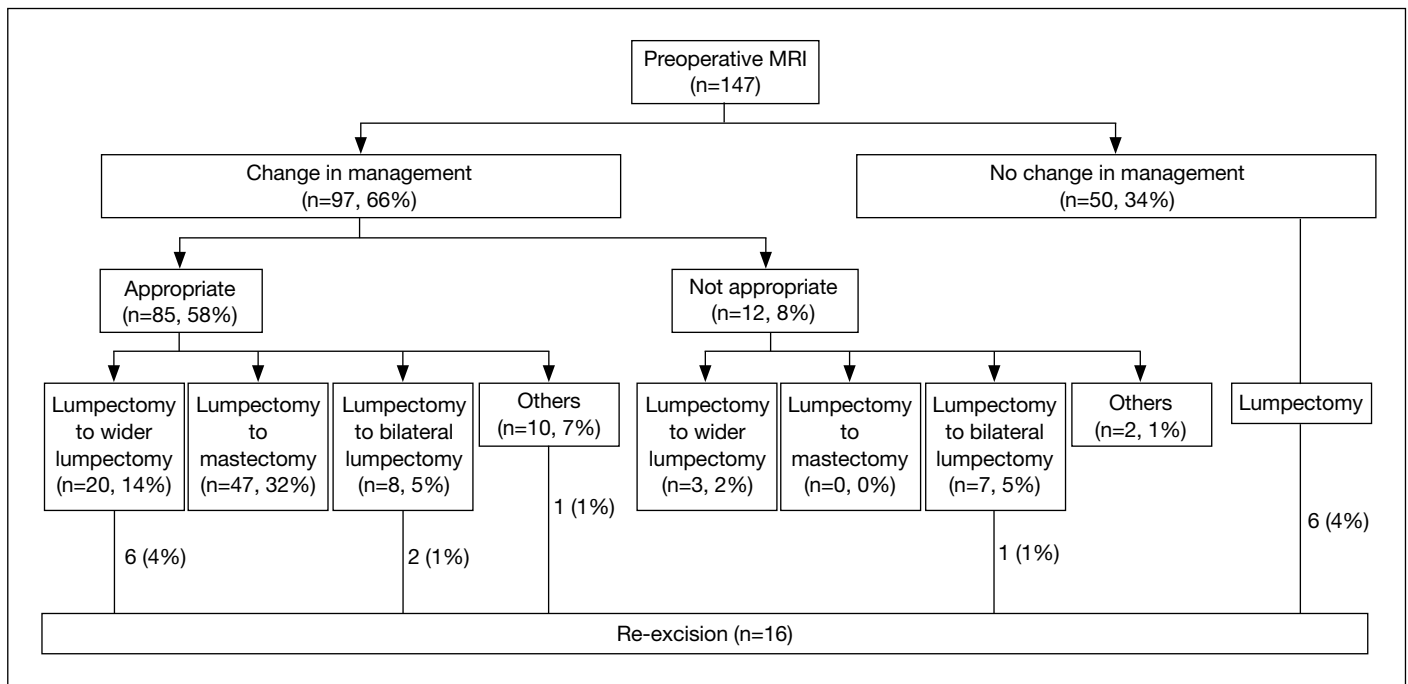 Preoperative MRI
(n=147)
Change in management
(n=97, 66%)
No change in management
(n=50, 34%)
Appropriate
(n=85, 58%)
Not appropriate
(n=12, 8%)
Lumpectomy
to wider
lumpectomy
(n=20, 14%)
Lumpectomy
to
mastectomy
(n=47, 32%)
Lumpectomy
to bilateral
lumpectomy
(n=8, 5%)
Others
(n=10, 7%)
Lumpectomy
to wider
lumpectomy
(n=3, 2%)
Lumpectomy
to
mastectomy
(n=0, 0%)
Lumpectomy
to bilateral
lumpectomy
(n=7, 5%)
Others
(n=2, 1%)
Lumpectomy
6 (4%)
2 (1%)
1 (1%)
1 (1%)
6 (4%)
Re-excision (n=16)